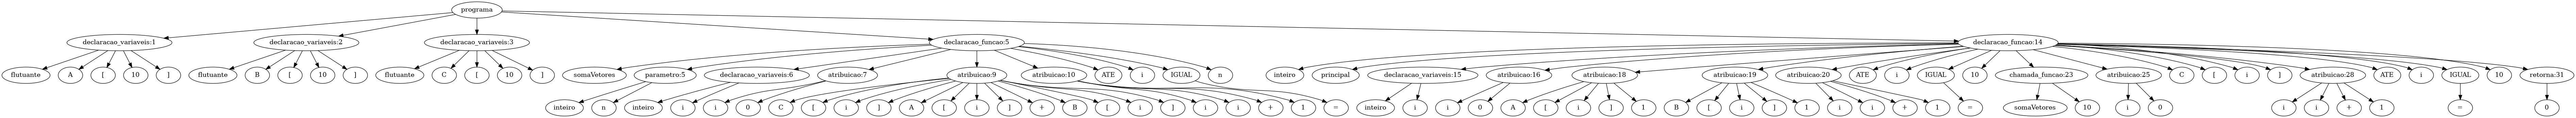 programa
declaracao_variaveis:1 declaracao_variaveis:2 declaracao_variaveis:3 declaracao_funcao:5 declaracao_funcao:14
flutuante A [ 10 ] flutuante B [ 10 ] flutuante C [ 10 ] somaVetores parametro:5 declaracao_variaveis:6 atribuicao:7 atribuicao:9 atribuicao:10 ATE i IGUAL n inteiro principal declaracao_variaveis:15 atribuicao:16 atribuicao:18 atribuicao:19 atribuicao:20 ATE i IGUAL 10 chamada_funcao:23 atribuicao:25 C [ i ] atribuicao:28 ATE i IGUAL 10 retorna:31
inteiro n inteiro i i 0 C [ i ] A [ i ] + B [ i ] i i + 1 = inteiro i i 0 A [ i ] 1 B [ i ] 1 i i + 1 = somaVetores 10 i 0 i i + 1 = 0